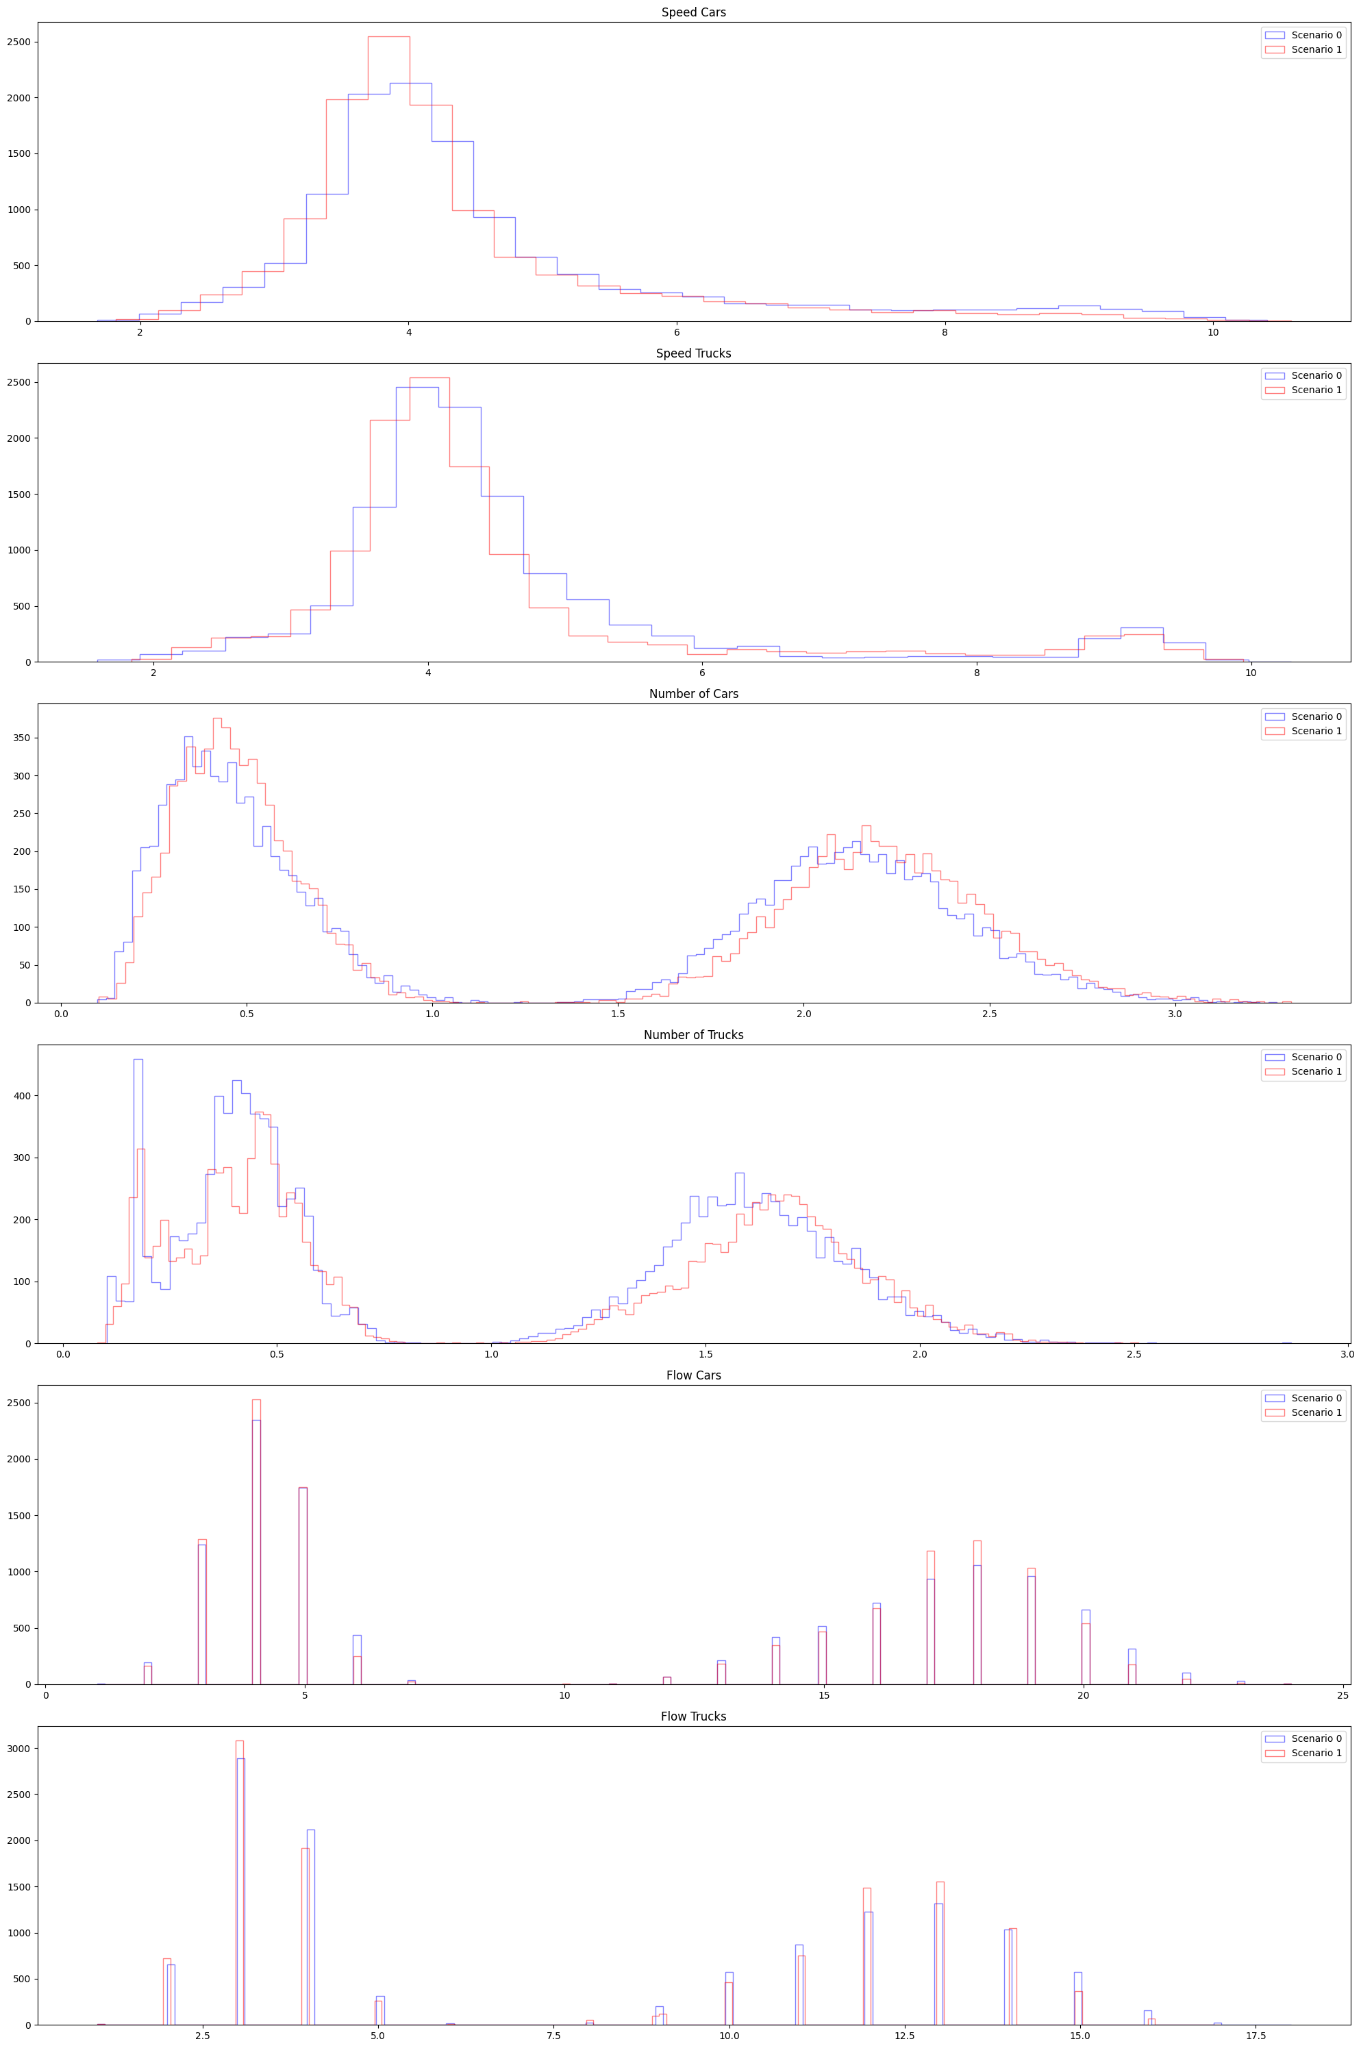 Speed Cars
Scenario 0
Scenario 1
2500
2000
1500
1000
500
0
2 4 6 8 10
Speed Trucks
Scenario 0
Scenario 1
2500
2000
1500
1000
500
0
2 4 6 8 10
Number of Cars
Scenario 0
Scenario 1
350
300
250
200
150
100
50
0
0.0 0.5 1.0 1.5 2.0 2.5 3.0
Number of Trucks
Scenario 0
Scenario 1
400
300
200
100
0
0.0 0.5 1.0 1.5 2.0 2.5 3.0
Flow Cars
Scenario 0
Scenario 1
2500
2000
1500
1000
500
0
0 5 10 15 20 25
Flow Trucks
Scenario 0
Scenario 1
3000
2500
2000
1500
1000
500
0
2.5 5.0 7.5 10.0 12.5 15.0 17.5